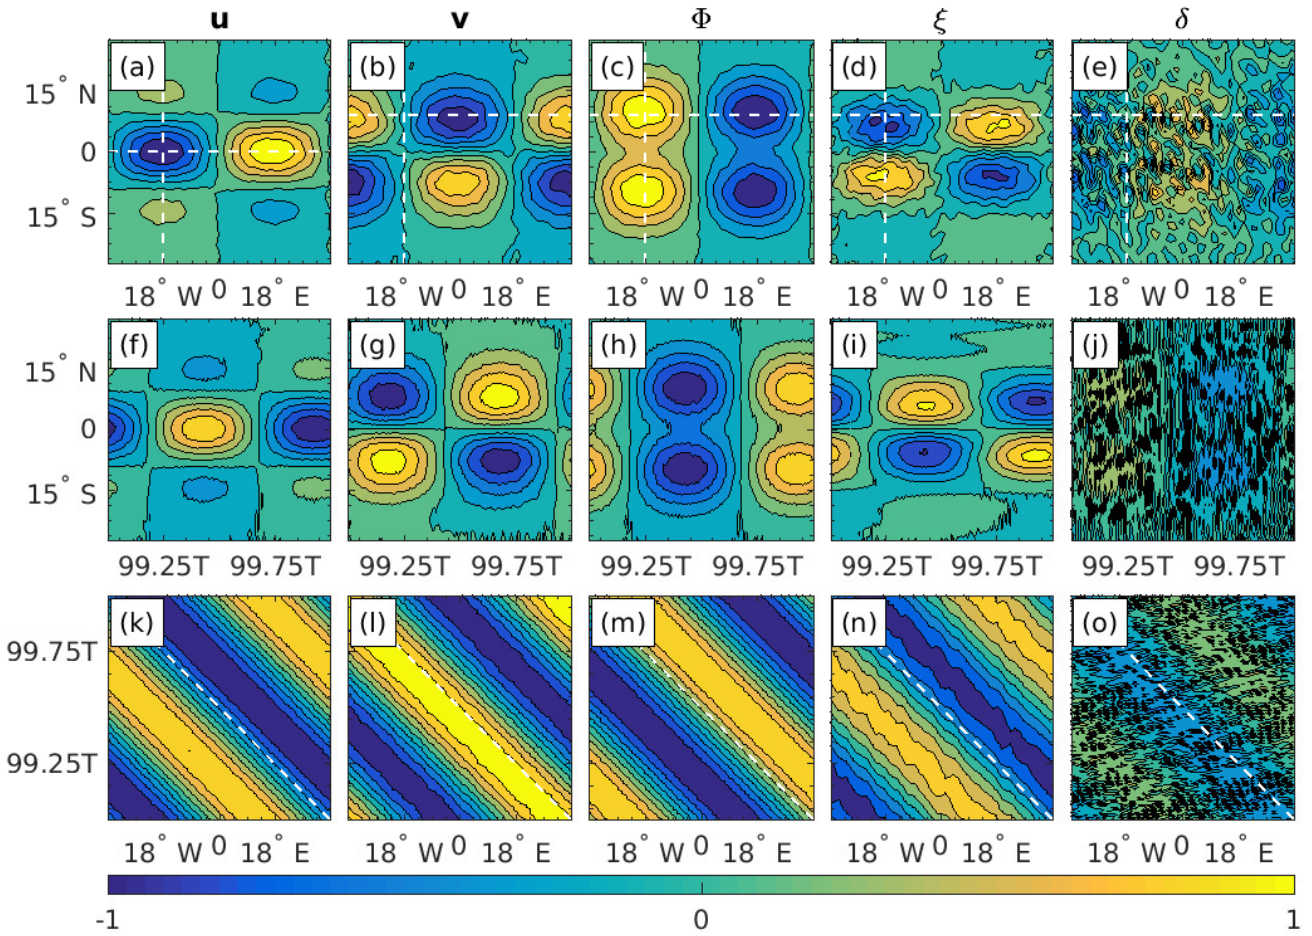 u v Φ ξ δ
(a) (b) (c) (d) (e)
15° N
0
15° S
18° W 0 18° E 18° W 0 18° E 18° W 0 18° E 18° W 0 18° E 18° W 0 18° E
(f) (g) (h) (i) (j)
15° N
0
15° S
99.25T 99.75T 99.25T 99.75T 99.25T 99.75T 99.25T 99.75T 99.25T 99.75T
(k) (l) (m) (n) (o)
99.75T
99.25T
18° W 0 18° E 18° W 0 18° E 18° W 0 18° E 18° W 0 18° E 18° W 0 18° E
-1 0 1